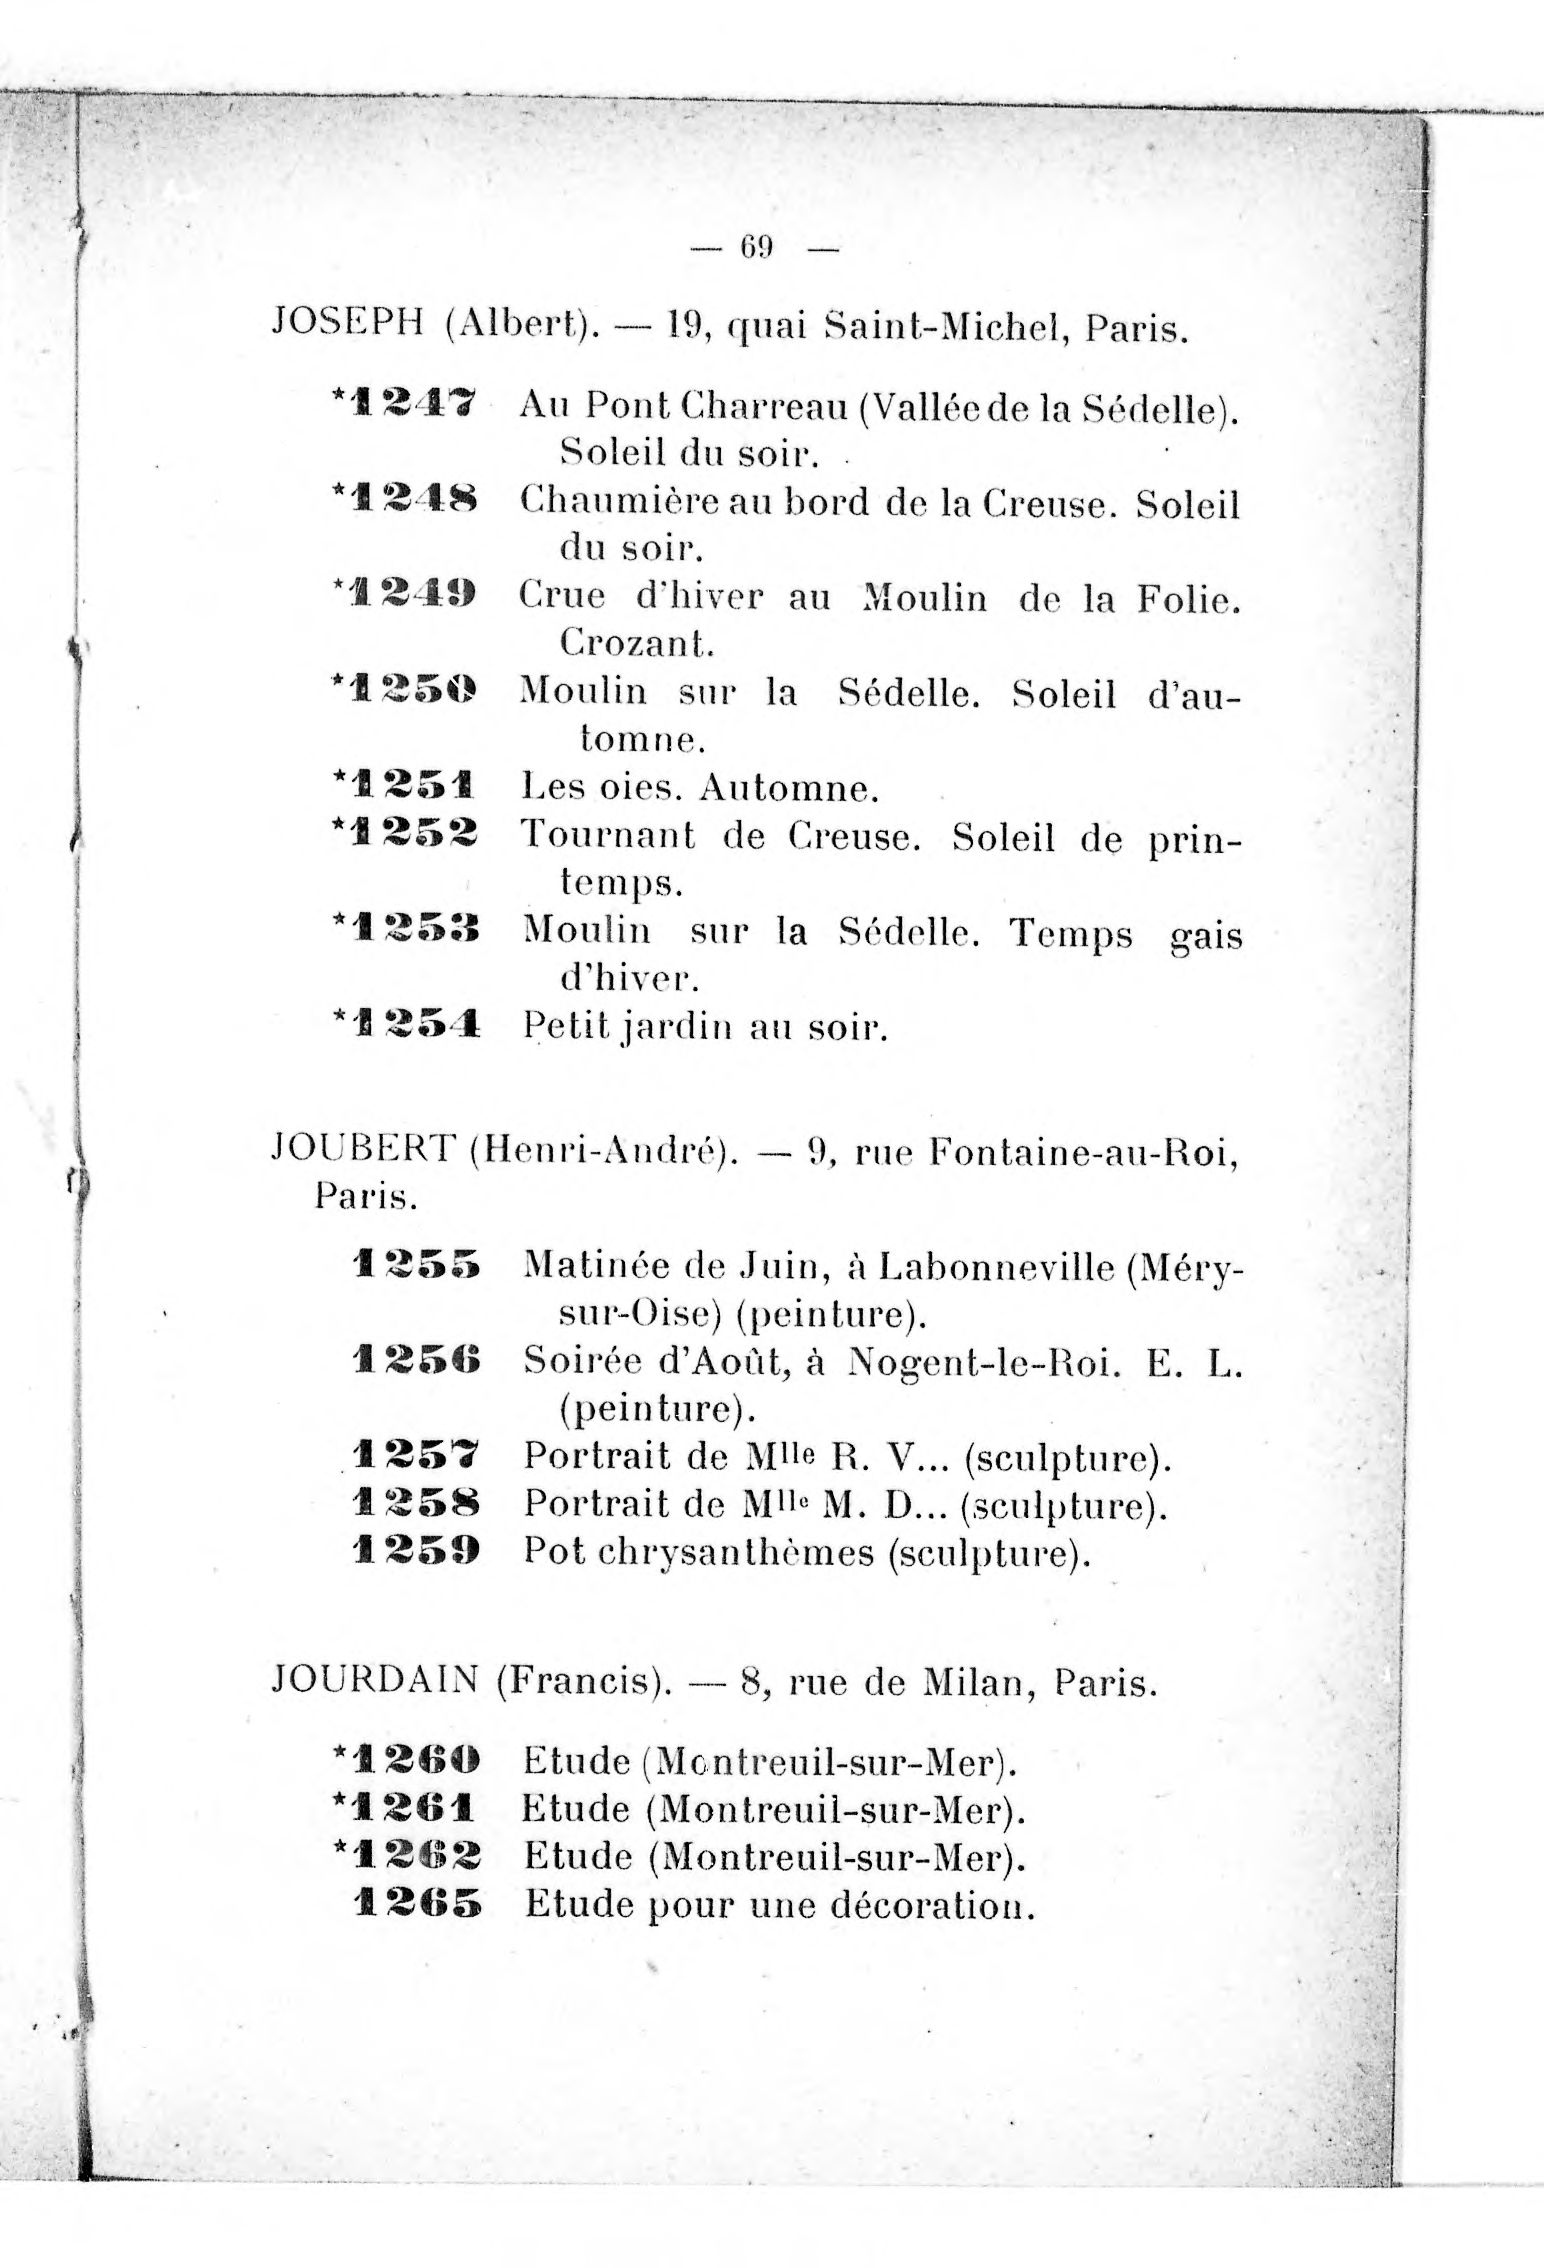 — 69 —
JOSEPH (Albert). — 19, quai Saint-Michel, Paris.
*1247 Au Pont Charreau (Vallée de la Sédelle).
Soleil du soir.
*1248 Chaumière au bord de la Creuse. Soleil
du soir.
*1249 Crue d'hiver au Moulin de la Folie.
Crozant.
*1250 Moulin sur la Sédelle. Soleil d'au-
tomne.
*1251 Les oies. Automne.
*1252 Tournant de Creuse. Soleil de prin-
temps.
*1253 Moulin sur la Sédelle. Temps gais
d'hiver.
*1254 Petit jardin au soir.
JOUBERT (Henri-André). — 9, rue Fontaine-au-Roi,
Paris.
1255 Matinée de Juin, à Labonneville (Méry-
sur-Oise) (peinture).
1256 Soirée d'Août, à Nogent-le-Roi. E. L.
(peinture).
1257 Portrait de Mlle R. V... (sculpture).
1258 Portrait de Mlle M. D... (sculpture).
1259 Pot chrysanthèmes (sculpture).
JOURDAIN (Francis). — 8, rue de Milan, Paris.
*1260 Etude (Montreuil-sur-Mer).
*1261 Etude (Montreuil-sur-Mer).
*1262 Etude (Montreuil-sur-Mer).
1265 Etude pour une décoration.